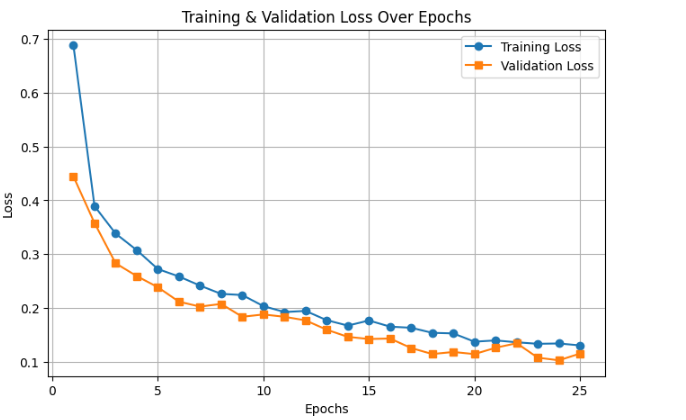 Training & Validation Loss Over Epochs
Training Loss
Validation Loss
0.7
0.6
0.5
0.4
0.3
0.2
0.1
Loss
0
5
10
15
20
25
Epochs